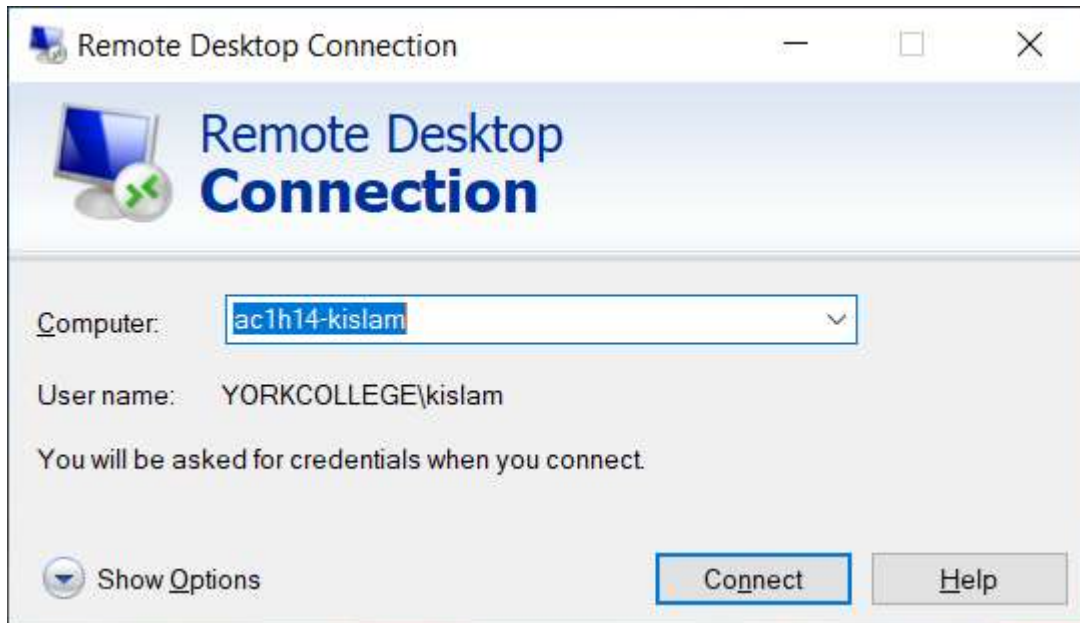 Remote Desktop Connection
Remote Desktop
Connection
Computer: ac1h14-kislam
User name: YORKCOLLEGE\kislam
You will be asked for credentials when you connect.
Show Options Connect Help